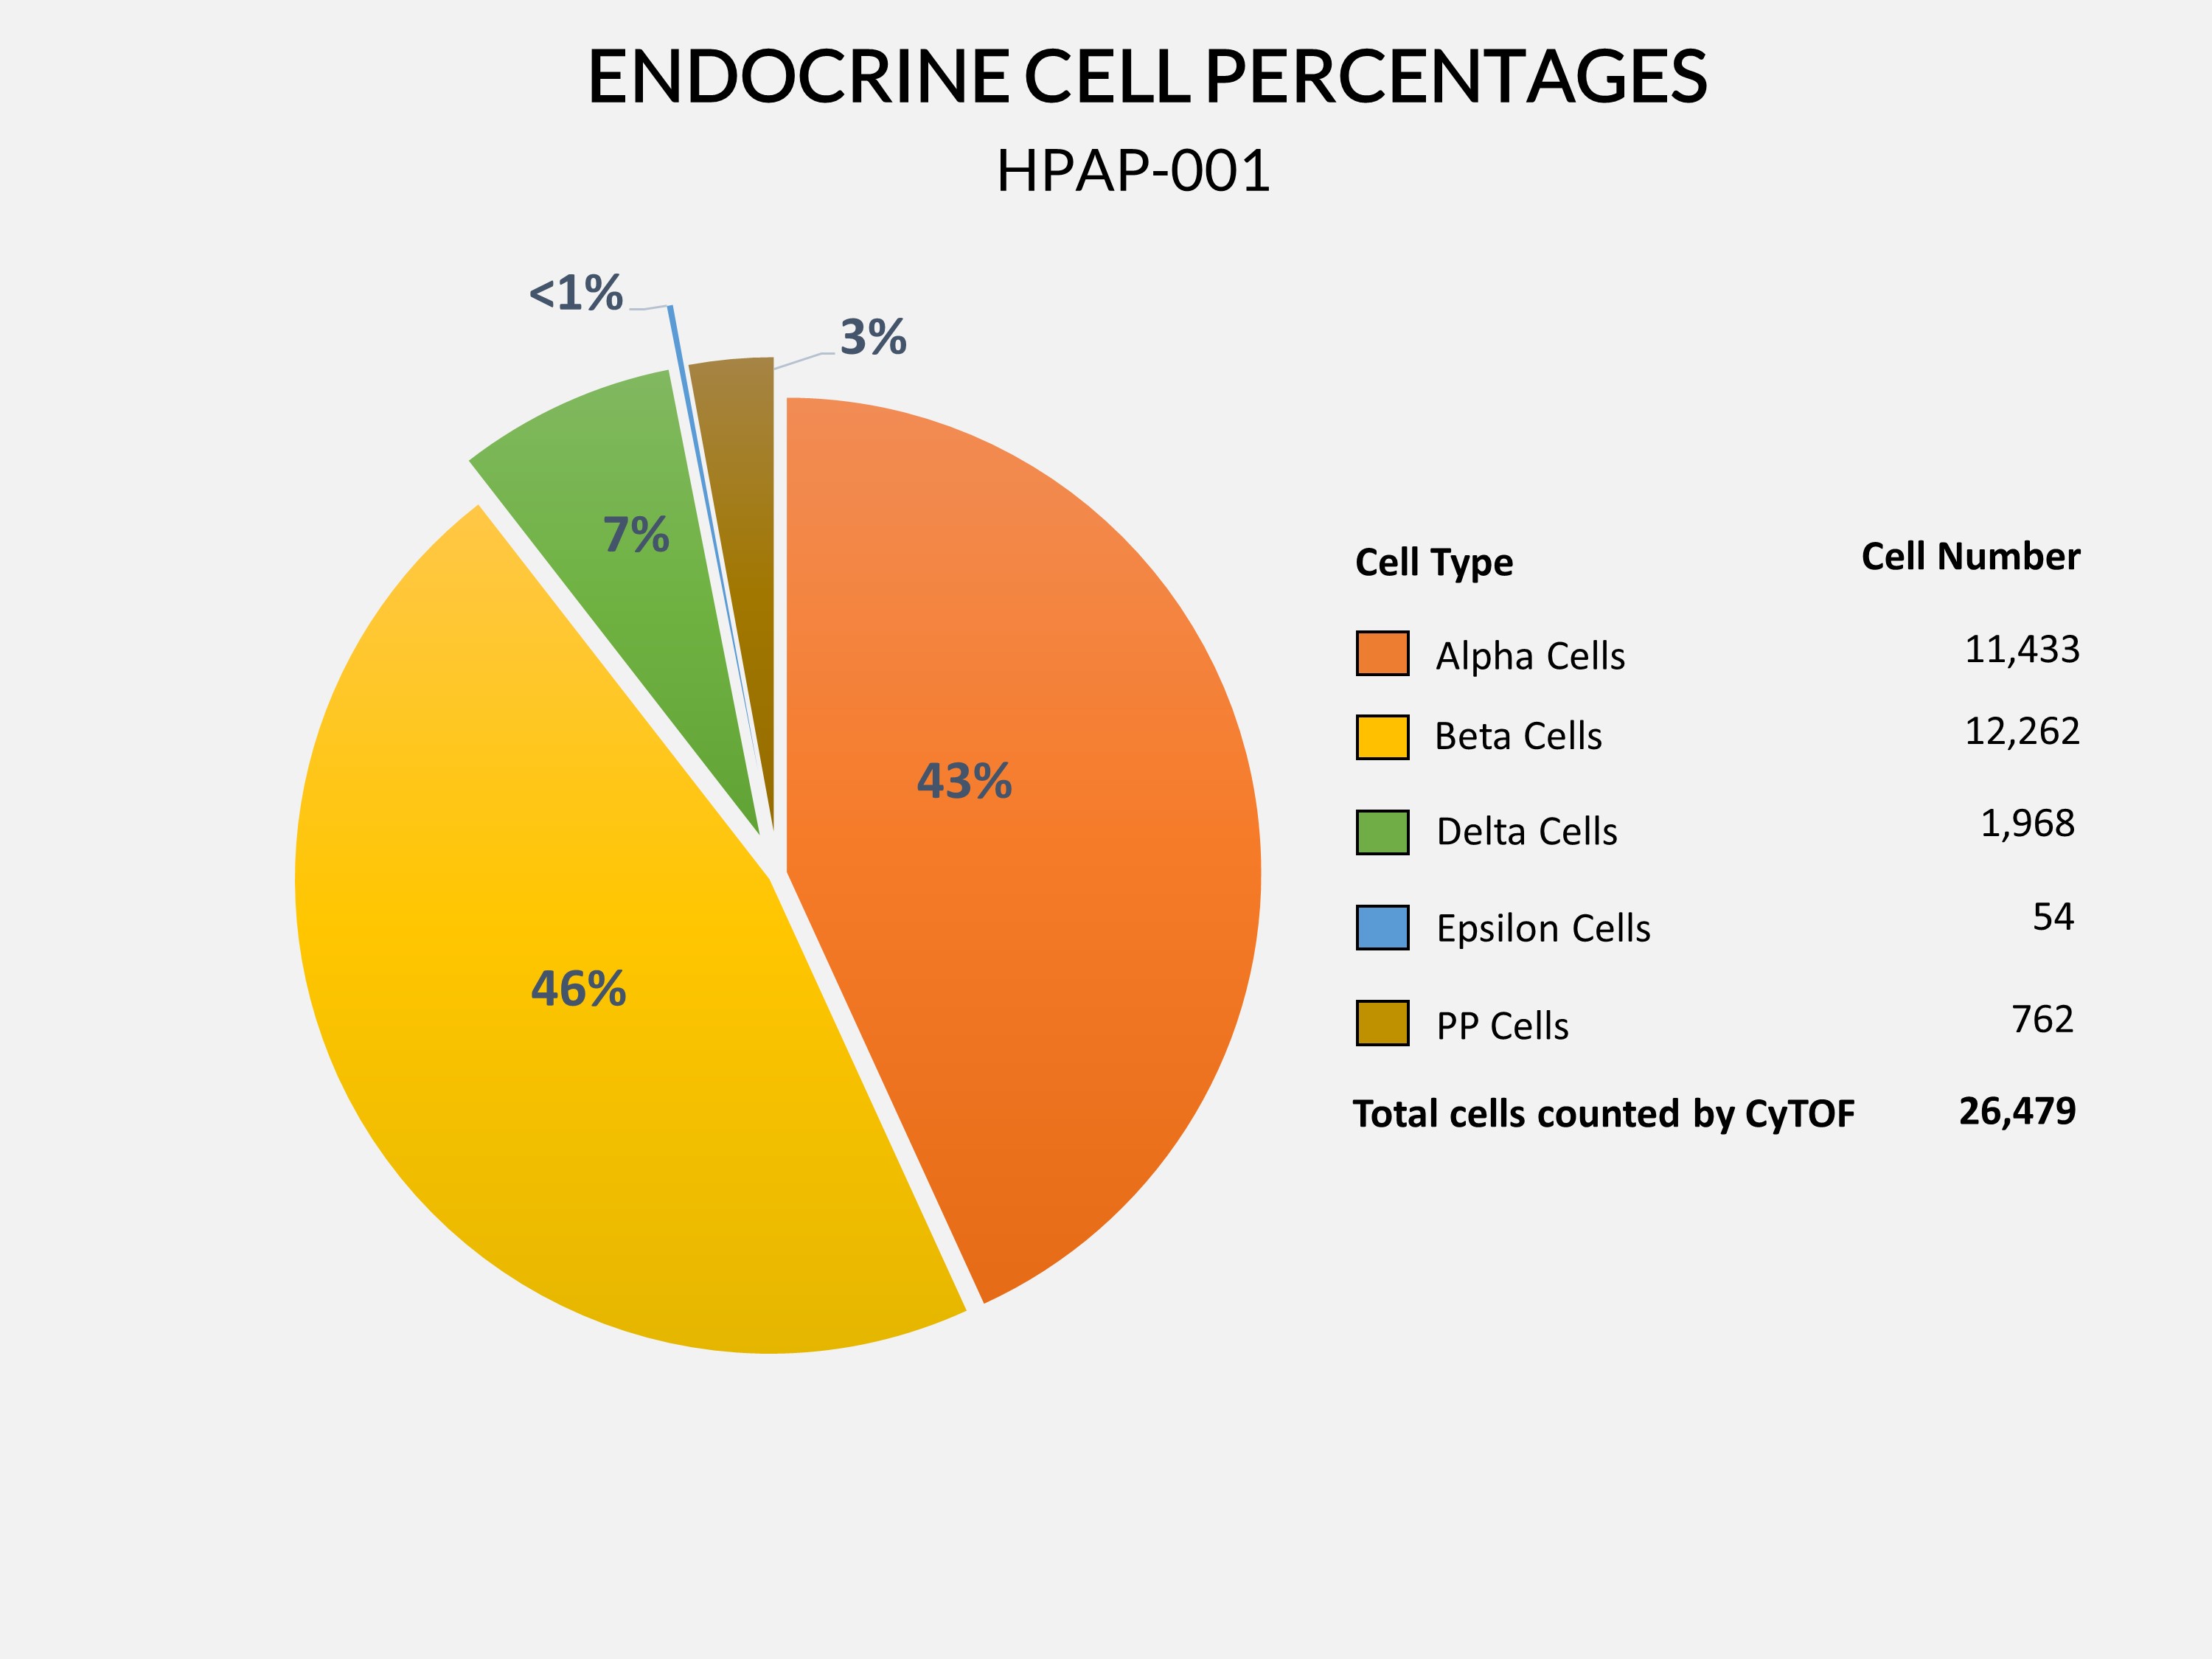 ENDOCRINE CELL PERCENTAGES
HPAP-001
<1%
3%
7%
43%
46%
Cell Type Cell Number
Alpha Cells 11,433
Beta Cells 12,262
Delta Cells 1,968
Epsilon Cells 54
PP Cells 762
Total cells counted by CyTOF 26,479